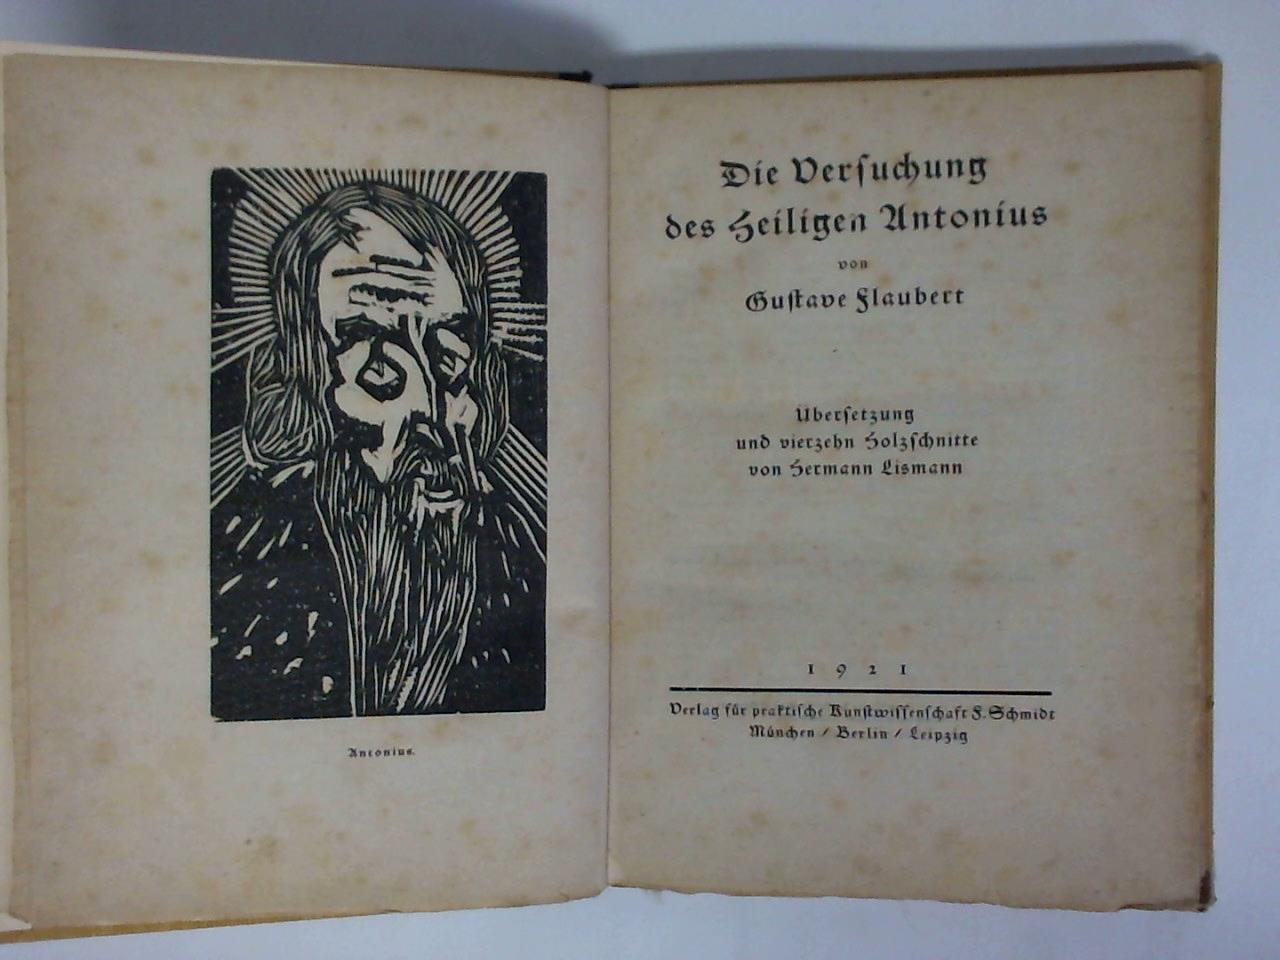 Antonius.
Die Verſuchung
des Heiligen Antonius
von
Guſtave Flaubert
Überſetzung
und vierzehn Holzſchnitte
von Hermann Lismann
1921
Verlag für praktiſche Kunſtwiſſenſchaft F. Schmidt
München / Berlin / Leipzig